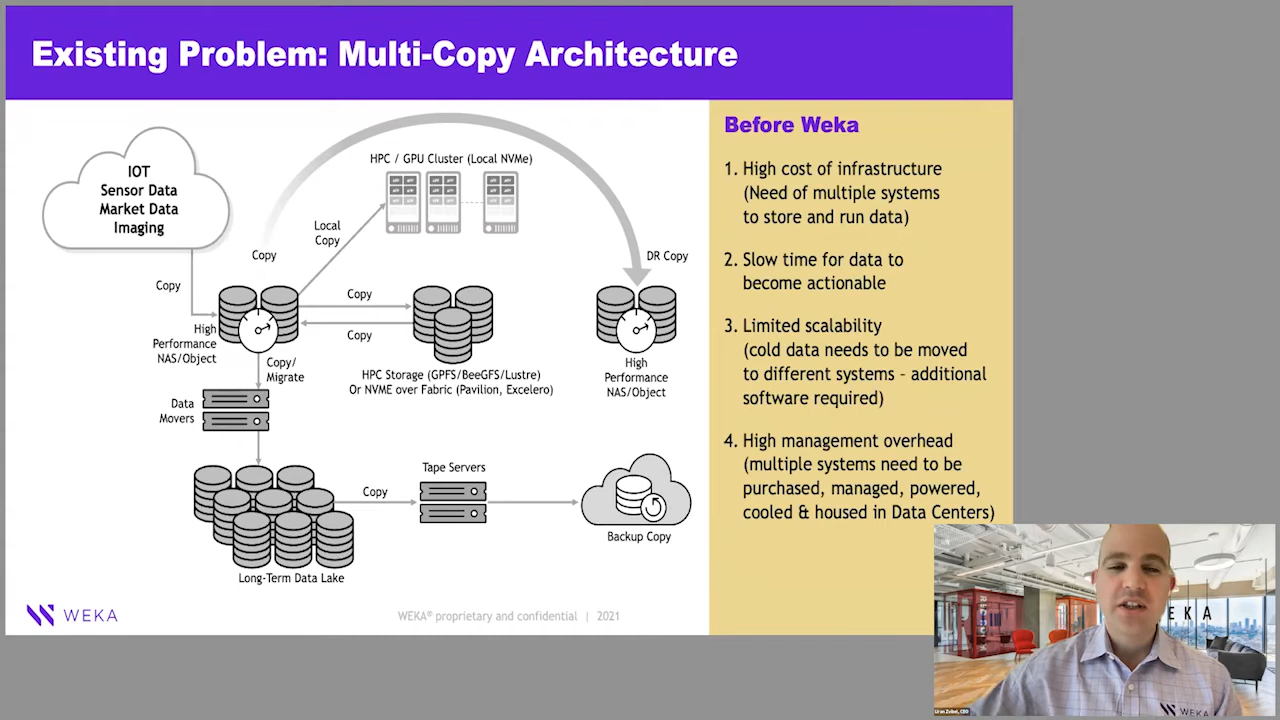 Existing Problem: Multi-Copy Architecture
IOT
Sensor Data
Market Data
Imaging
HPC / GPU Cluster (Local NVMe)
Local
Copy
Copy
DR Copy
Copy
Copy
Copy
High
Performance
NAS/Object
Copy/
Migrate
HPC Storage (GPFS/BeeGFS/Lustre)
Or NVME over Fabric (Pavilion, Excelero)
High
Performance
NAS/Object
Data
Movers
Tape Servers
Copy
Backup Copy
Long-Term Data Lake
WEKA
WEKA® proprietary and confidential | 2021
Before Weka
1. High cost of infrastructure
(Need of multiple systems
to store and run data)
2. Slow time for data to
become actionable
3. Limited scalability
(cold data needs to be moved
to different systems – additional
software required)
4. High management overhead
(multiple systems need to be
purchased, managed, powered,
cooled & housed in Data Centers)
E K A
WEKA
Liran Zvibel, CEO